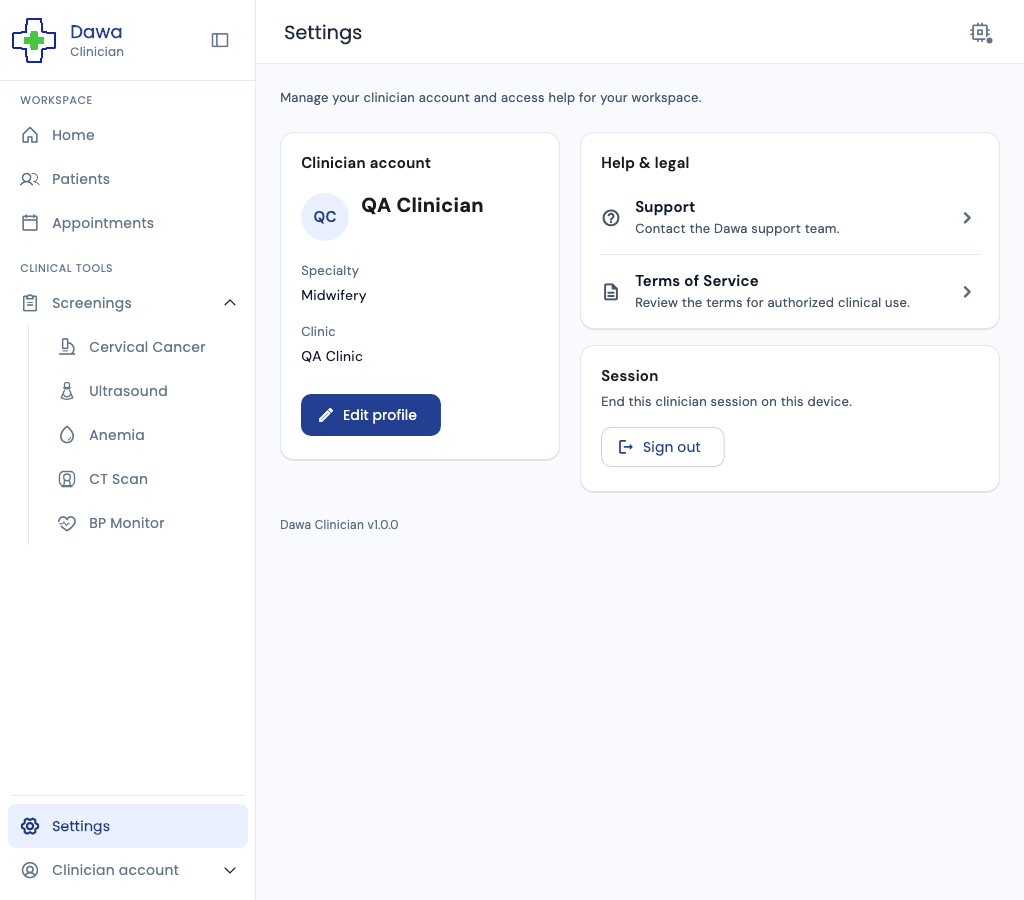 Dawa
Clinician
WORKSPACE
Home
Patients
Appointments
CLINICAL TOOLS
Screenings
Cervical Cancer
Ultrasound
Anemia
CT Scan
BP Monitor
Settings
Clinician account
Settings
Manage your clinician account and access help for your workspace.
Clinician account
QC
QA Clinician
Specialty
Midwifery
Clinic
QA Clinic
Edit profile
Help & legal
Support
Contact the Dawa support team.
Terms of Service
Review the terms for authorized clinical use.
Session
End this clinician session on this device.
Sign out
Dawa Clinician v1.0.0